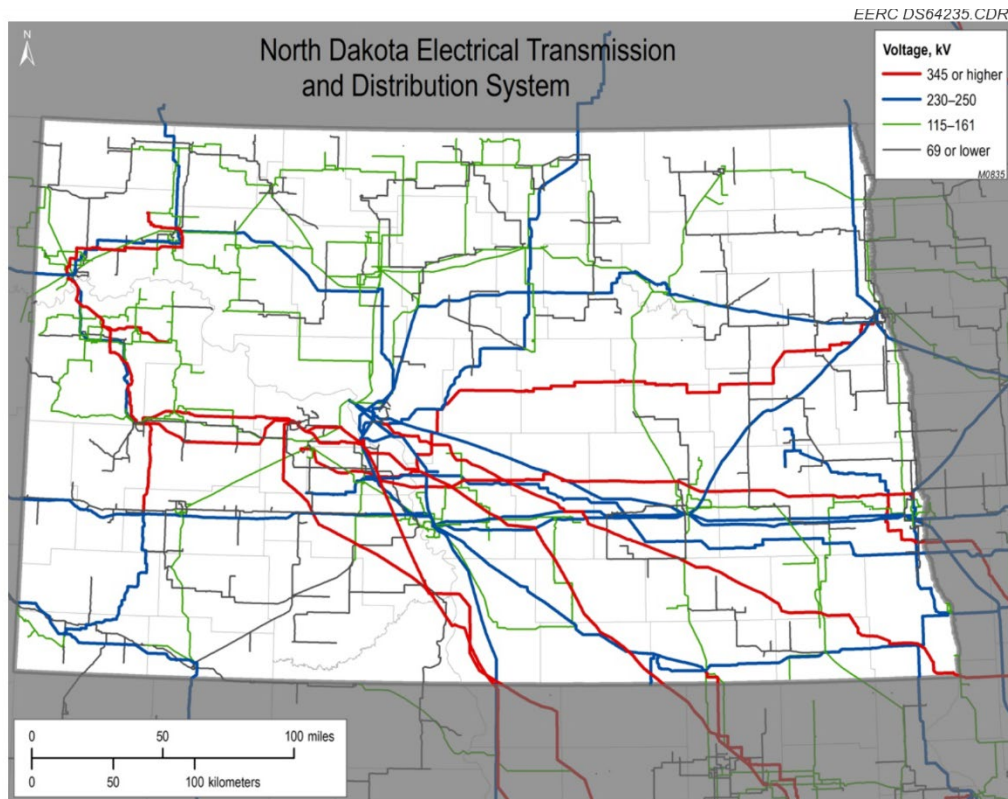 EERC DS64235.CDR
N
North Dakota Electrical Transmission
and Distribution System
Voltage, kV
345 or higher
230–250
115–161
69 or lower
M0835
0 50 100 miles
0 50 100 kilometers